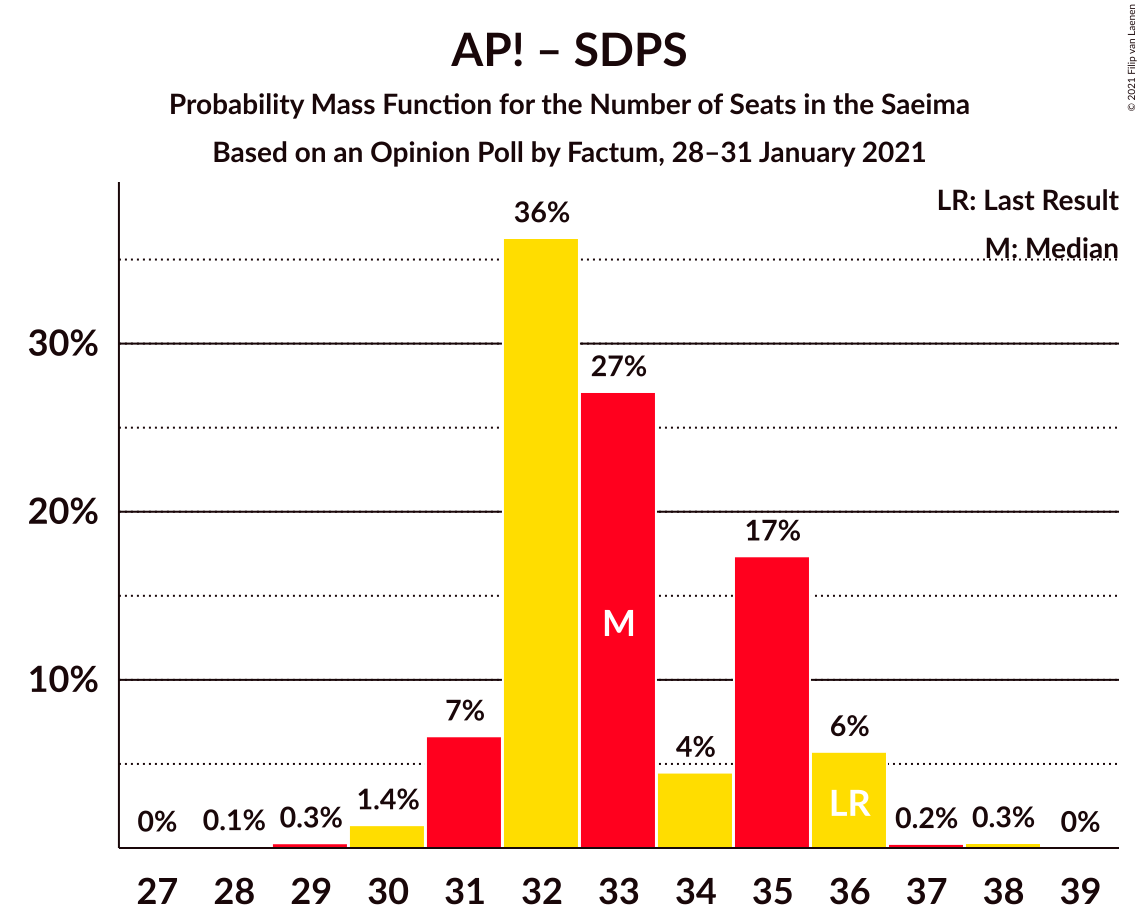 AP! – SDPS
Probability Mass Function for the Number of Seats in the Saeima
Based on an Opinion Poll by Factum, 28–31 January 2021
© 2021 Filip van Laenen
LR: Last Result
M: Median
36%
30%
27%
20%
17%
M
10%
7%
6%
4%
LR
1.4%
0% 0.1% 0.3% 0.2% 0.3% 0%
27 28 29 30 31 32 33 34 35 36 37 38 39